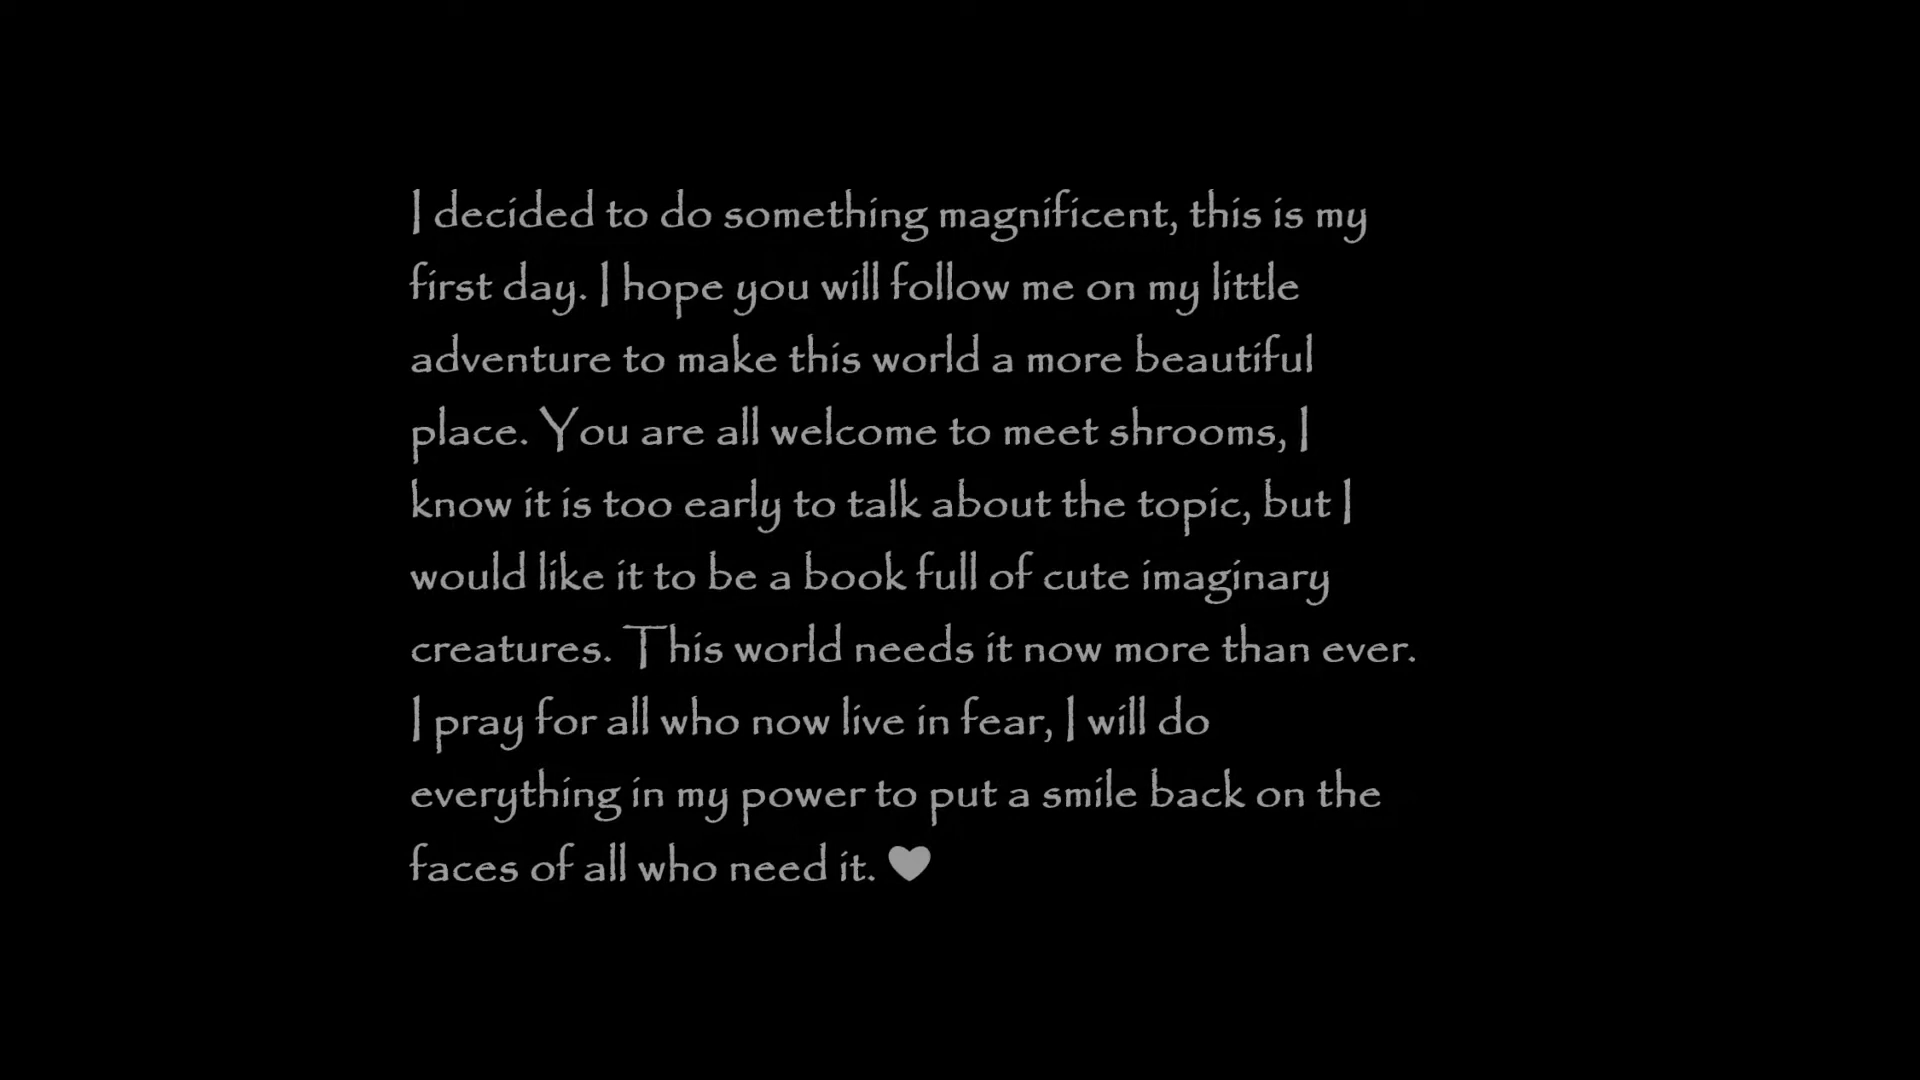 I decided to do something magnificent, this is my
first day. I hope you will follow me on my little
adventure to make this world a more beautiful
place. You are all welcome to meet shrooms, I
know it is too early to talk about the topic, but I
would like it to be a book full of cute imaginary
creatures. This world needs it now more than ever.
I pray for all who now live in fear, I will do
everything in my power to put a smile back on the
faces of all who need it. ♥